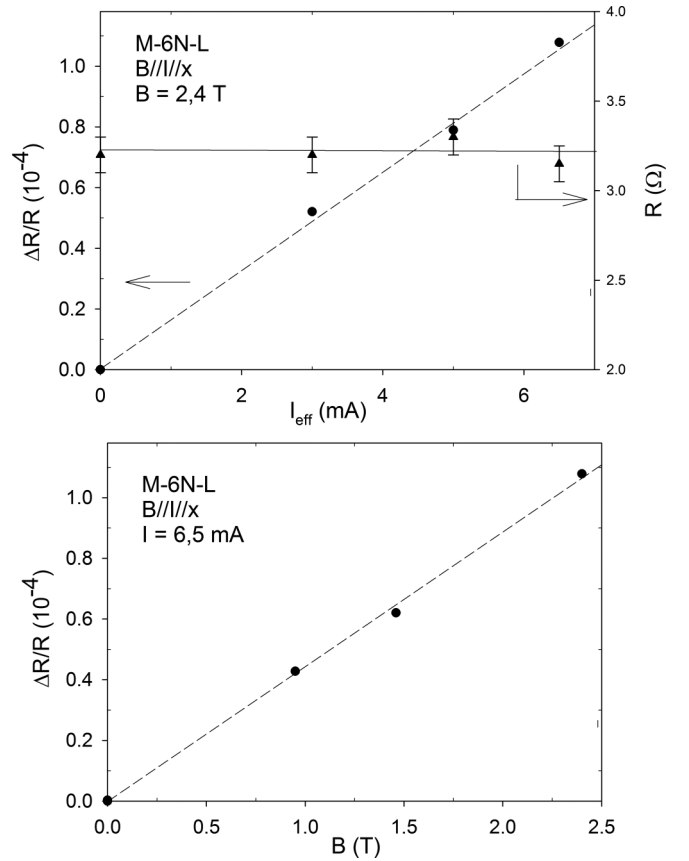 M-6N-L
B//I//x
B = 2,4 T
ΔR/R (10⁻⁴)
1.0
0.8
0.6
0.4
0.2
0.0
4.0
3.5
3.0
2.5
2.0
R (Ω)
0 2 4 6
I_eff (mA)
M-6N-L
B//I//x
I = 6,5 mA
ΔR/R (10⁻⁴)
1.0
0.8
0.6
0.4
0.2
0.0
0.0 0.5 1.0 1.5 2.0 2.5
B (T)